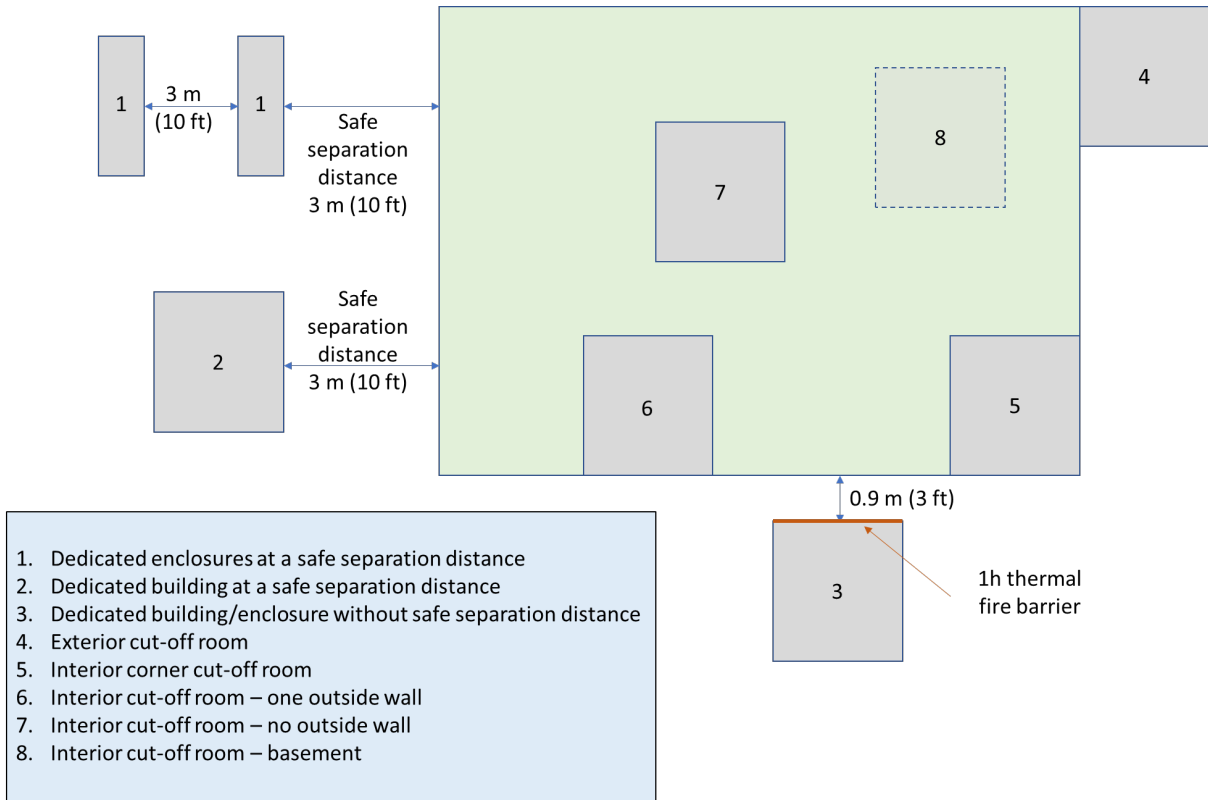 1
3 m
(10 ft)
1
Safe
separation
distance
3 m (10 ft)
4
8
7
2
Safe
separation
distance
3 m (10 ft)
6
5
0.9 m (3 ft)
3
1h thermal
fire barrier
1. Dedicated enclosures at a safe separation distance
2. Dedicated building at a safe separation distance
3. Dedicated building/enclosure without safe separation distance
4. Exterior cut-off room
5. Interior corner cut-off room
6. Interior cut-off room – one outside wall
7. Interior cut-off room – no outside wall
8. Interior cut-off room – basement